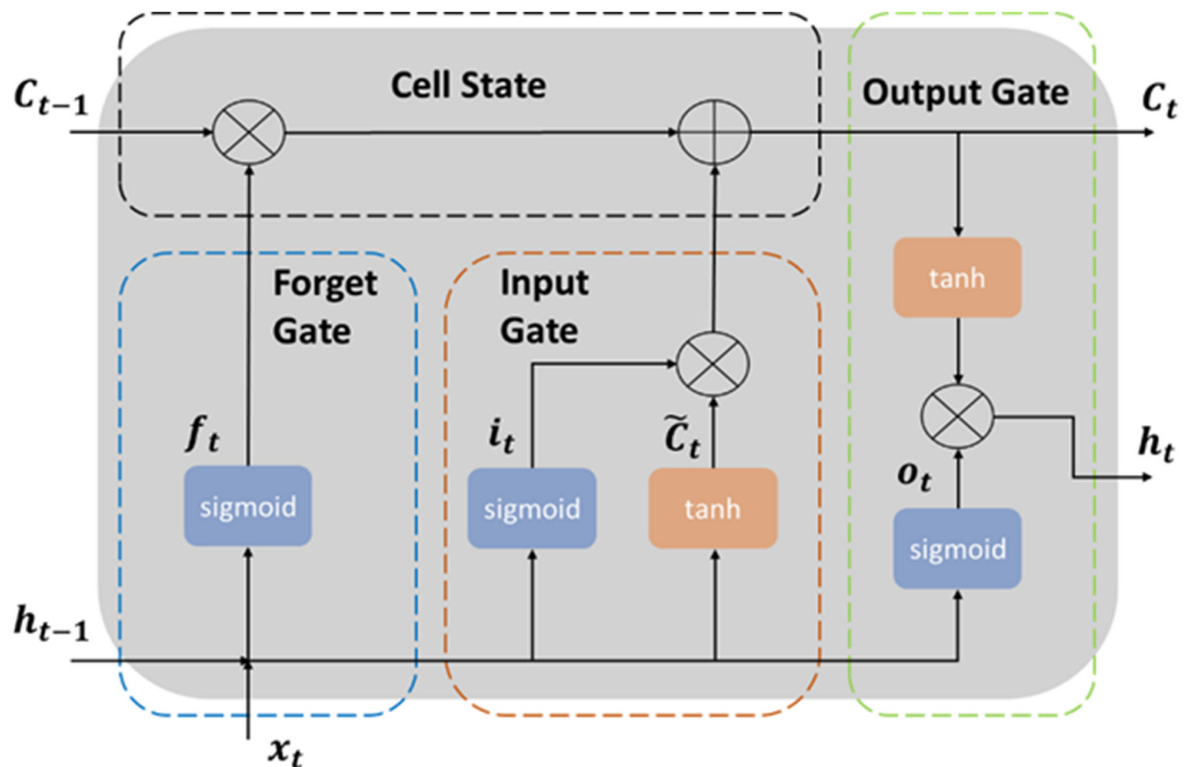 Cell State
Output Gate
C_{t-1}
C_t
Forget
Gate
Input
Gate
tanh
f_t
i_t
C̃_t
o_t
h_t
sigmoid
sigmoid
tanh
sigmoid
h_{t-1}
x_t